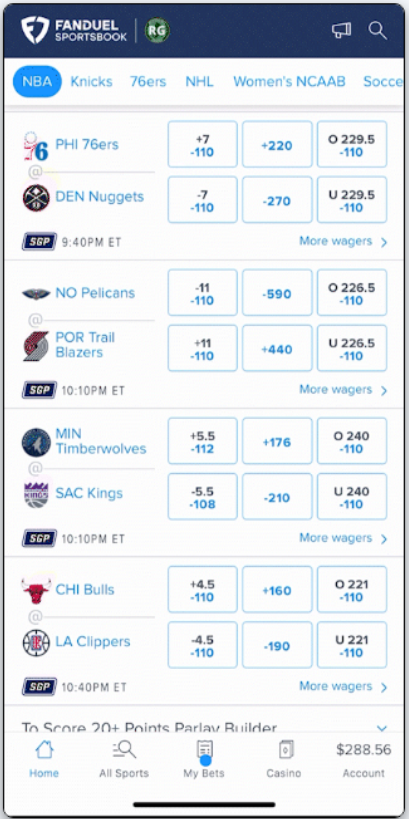 FANDUEL
SPORTSBOOK
RG
NBA Knicks 76ers NHL Women's NCAAB Socce
76
PHI 76ers +7 -110 +220 O 229.5 -110
@
DEN Nuggets -7 -110 -270 U 229.5 -110
SGP 9:40PM ET More wagers >
NO Pelicans -11 -110 -590 O 226.5 -110
@
POR Trail Blazers +11 -110 +440 U 226.5 -110
SGP 10:10PM ET More wagers >
MIN Timberwolves +5.5 -112 +176 O 240 -110
@
KINGS
SAC Kings -5.5 -108 -210 U 240 -110
SGP 10:10PM ET More wagers >
CHI Bulls +4.5 -110 +160 O 221 -110
@
LA Clippers -4.5 -110 -190 U 221 -110
SGP 10:40PM ET More wagers >
To Score 20+ Points Parlay Builder
Home All Sports My Bets Casino $288.56 Account